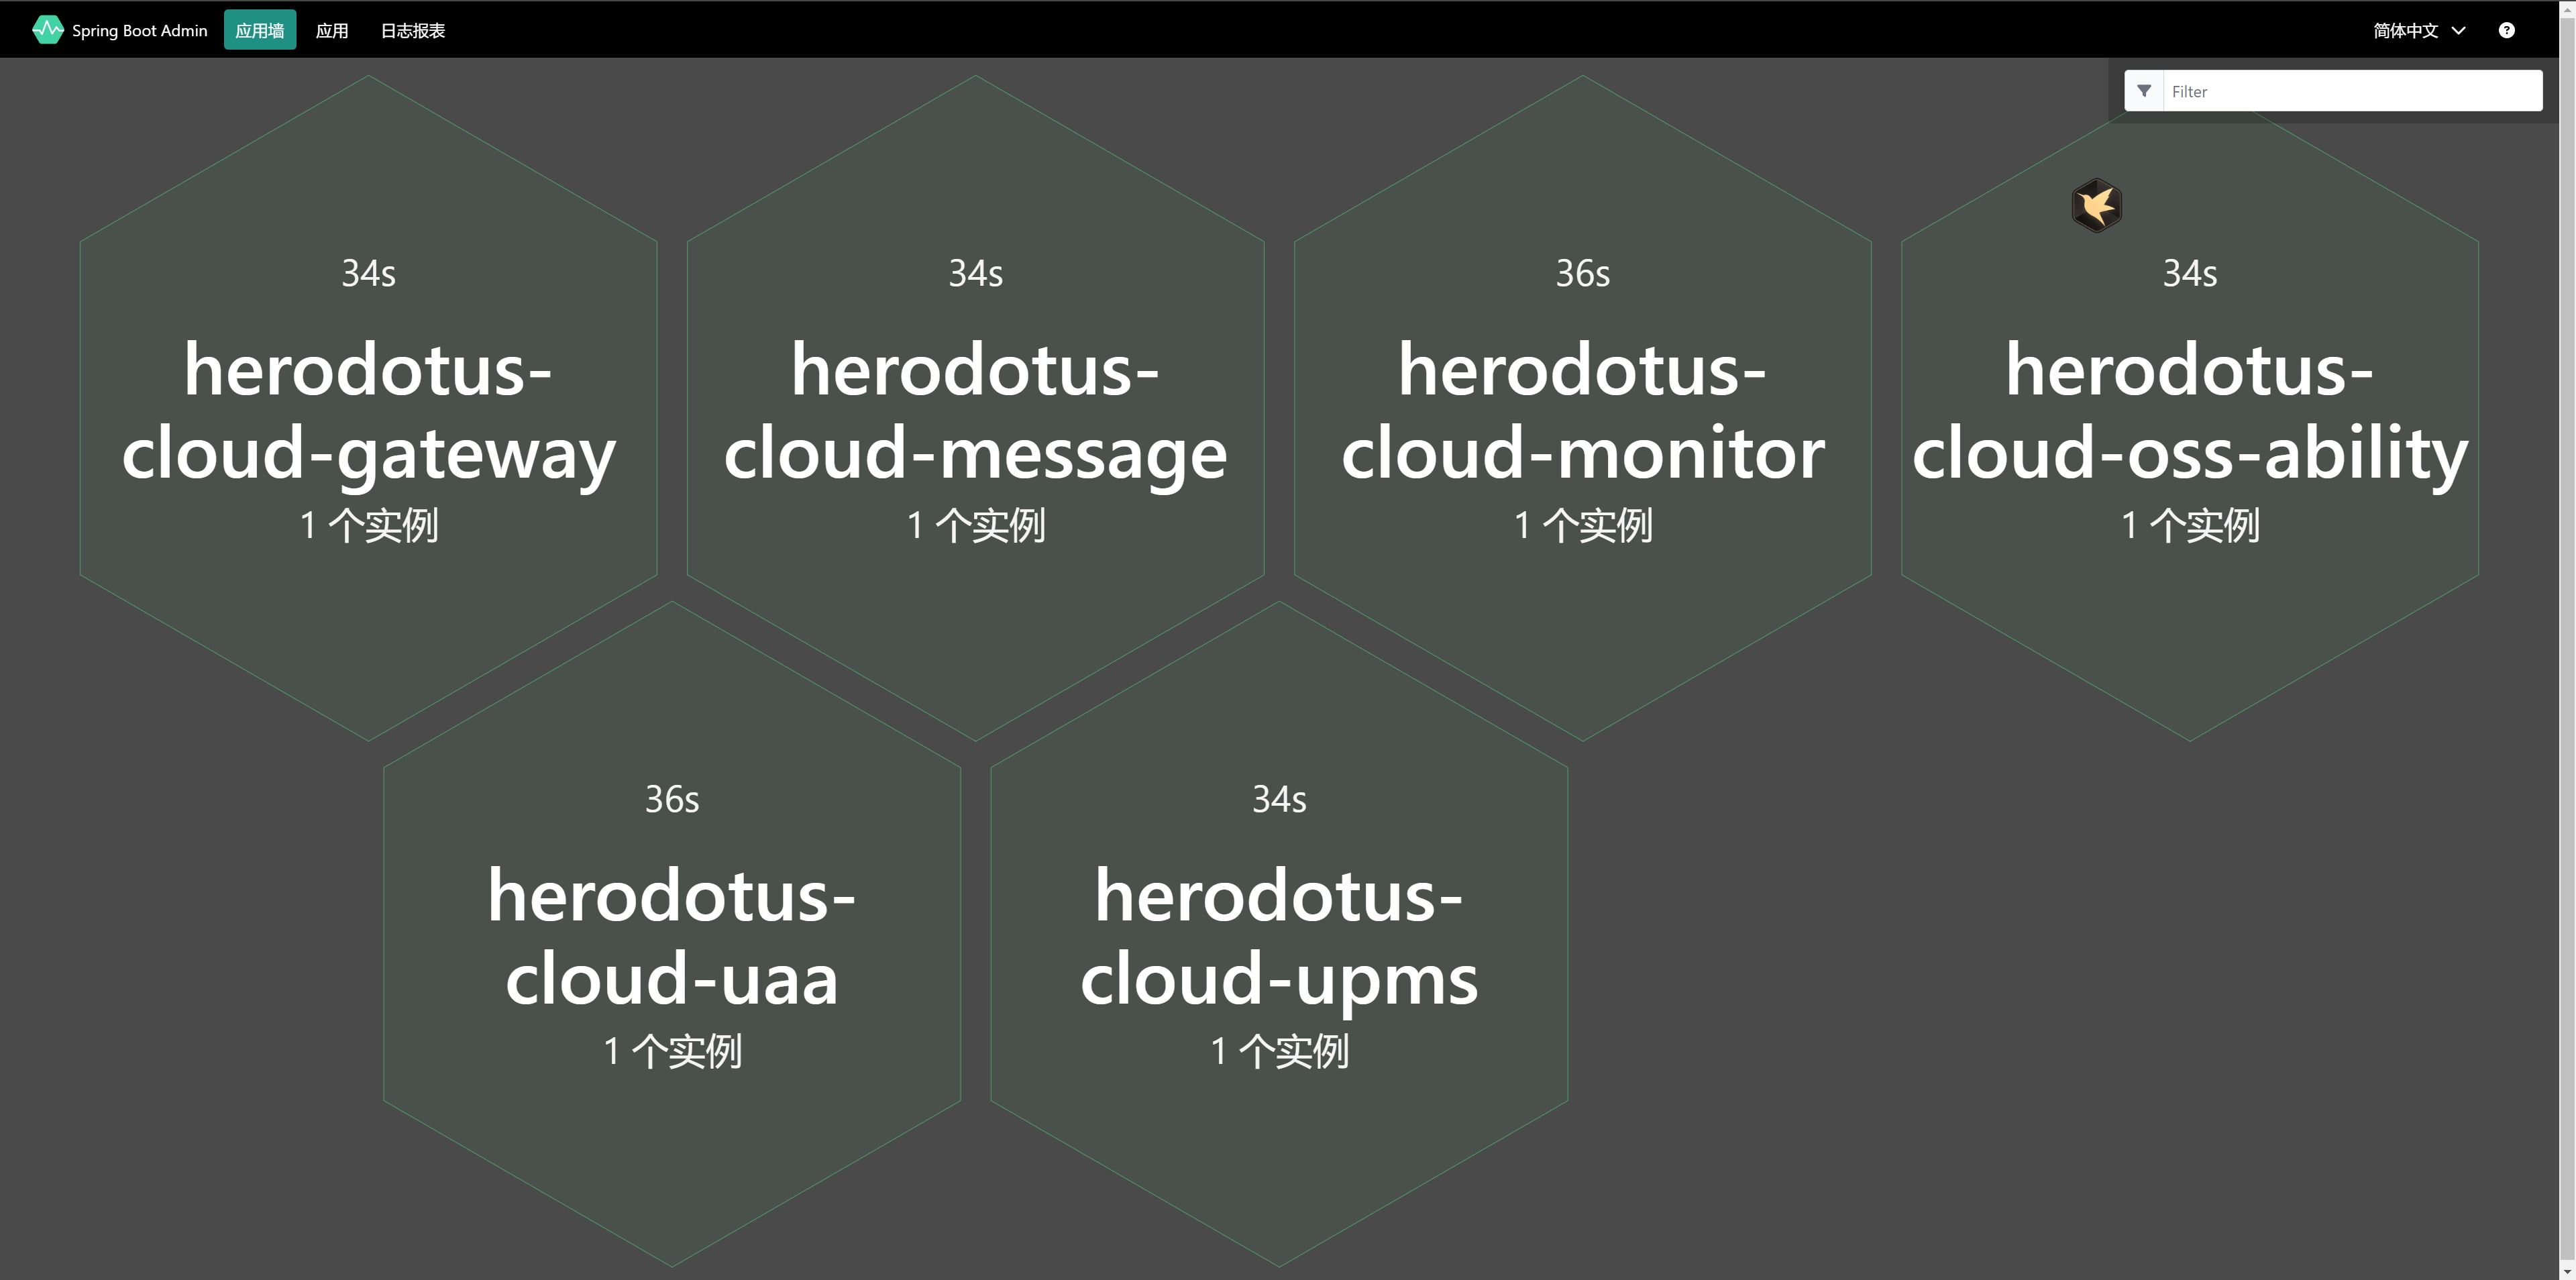 Spring Boot Admin
应用墙
应用
日志报表
简体中文
Filter
34s
herodotus-
cloud-gateway
1 个实例
34s
herodotus-
cloud-message
1 个实例
36s
herodotus-
cloud-monitor
1 个实例
34s
herodotus-
cloud-oss-ability
1 个实例
36s
herodotus-
cloud-uaa
1 个实例
34s
herodotus-
cloud-upms
1 个实例